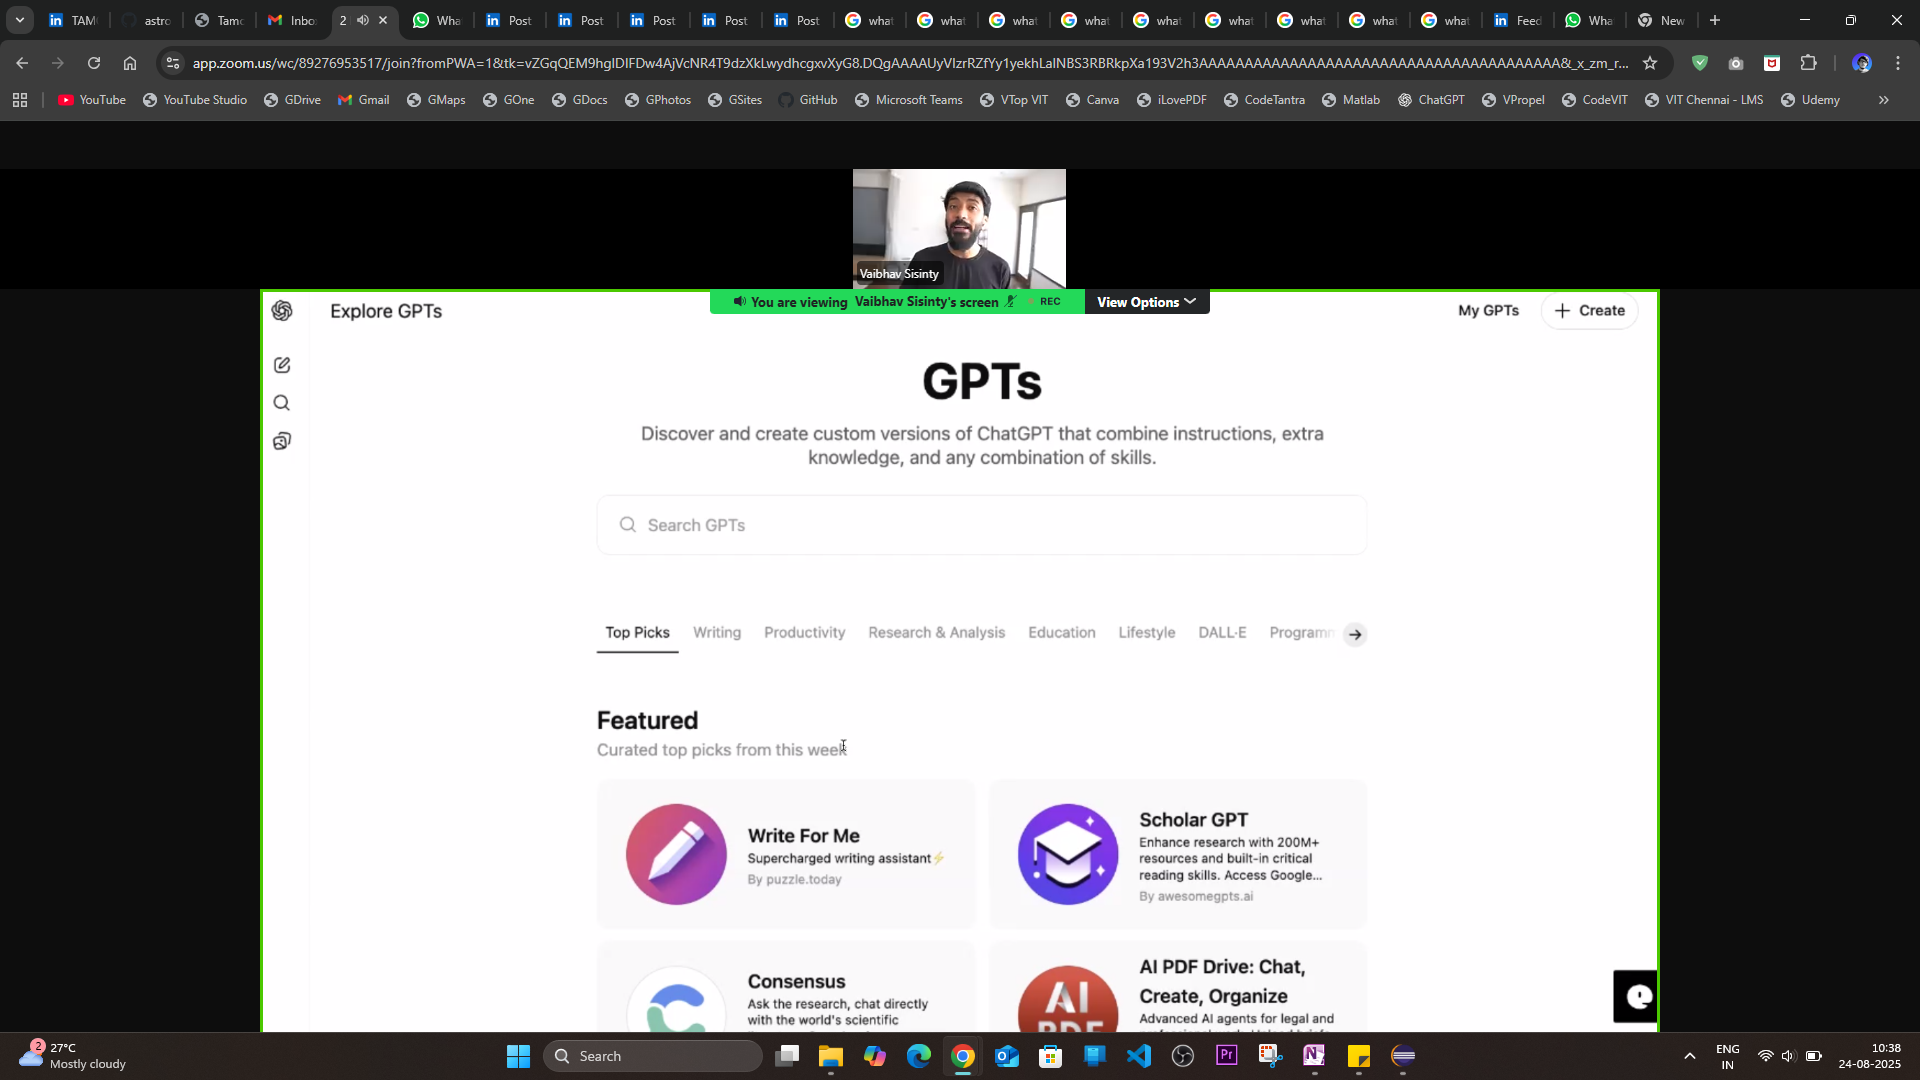 TAM
astro
Tamc
Inbo
2
Wha
Post
Post
Post
Post
Post
what
what
what
what
what
what
what
what
what
Feed
Wha
New
app.zoom.us/wc/89276953517/join?fromPWA=1&tk=
YouTube
YouTube Studio
GDrive
Gmail
GMaps
GOne
GDocs
GPhotos
GSites
GitHub
Microsoft Teams
VTop VIT
Canva
iLovePDF
CodeTantra
Matlab
ChatGPT
VPropel
CodeVIT
VIT Chennai - LMS
Udemy
Vaibhav Sisinty
You are viewing Vaibhav Sisinty's screen
REC
View Options
Explore GPTs
My GPTs
+ Create
GPTs
Discover and create custom versions of ChatGPT that combine instructions, extra
knowledge, and any combination of skills.
Search GPTs
Top Picks
Writing
Productivity
Research & Analysis
Education
Lifestyle
DALL·E
Programm
Featured
Curated top picks from this week
Write For Me
Supercharged writing assistant⚡
By puzzle.today
Scholar GPT
Enhance research with 200M+
resources and built-in critical
reading skills. Access Google...
By awesomegpts.ai
Consensus
Ask the research, chat directly
with the world's scientific
AI
PDF
AI PDF Drive: Chat,
Create, Organize
Advanced AI agents for legal and
2
27°C
Mostly cloudy
Search
Pr
N
ENG
IN
10:38
24-08-2025